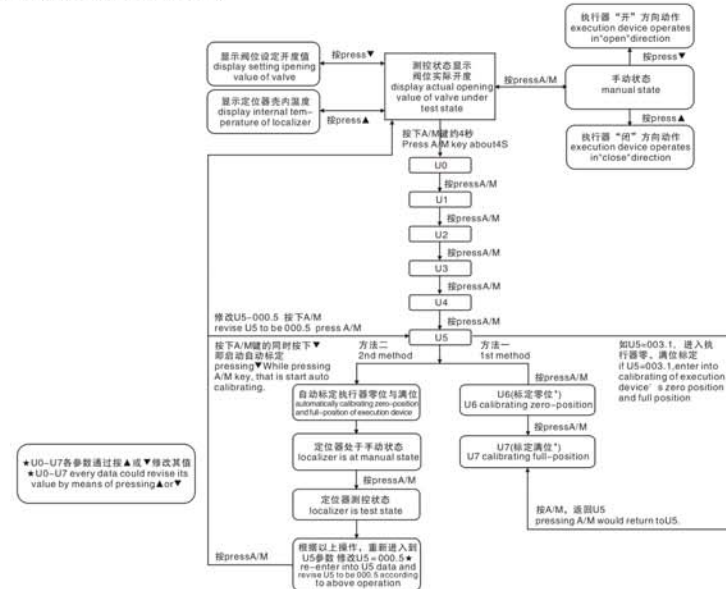 显示阀位设定开度值
display setting ipening
value of valve
按press▼
显示定位器壳内温度
display internal tem-
perature of localizer
按press▲
测控状态显示
阀位实际开度
display actual opening
value of valve under
test state
按pressA/M
执行器“开”方向动作
execution device operates
in"open"direction
按press▼
手动状态
manual state
按press▲
执行器“闭”方向动作
execution device operates
in"close"direction
按下A/M键约4秒
Press A/M key about4S
U0
按pressA/M
U1
按pressA/M
U2
按pressA/M
U3
按pressA/M
U4
按pressA/M
U5
修改U5-000.5 按下A/M
revise U5 to be 000.5 press A/M
按下A/M键的同时按下▼
即启动自动标定
pressing▼While pressing
A/M key, that is start auto
calibrating.
方法二
2nd method
方法一
1st method
如U5=003.1, 进入执
行器零、满位标定
if U5=003.1,enter into
calibrating of execution
device's zero position
and full position
按pressA/M
自动标定执行器零位与满位
automatically calibrating zero-position
and full-position of execution device
U6(标定零位*)
U6 calibrating zero-position
按pressA/M
定位器处于手动状态
localizer is at manual state
U7(标定满位*)
U7 calibrating full-position
按pressA/M
★U0-U7各参数通过按▲或▼修改其值
★U0-U7 every data could revise its
value by means of pressing▲or▼
定位器测控状态
localizer is test state
按A/M, 返回U5
pressing A/M would return toU5.
按pressA/M
根据以上操作，重新进入到
U5参数 修改U5=000.5★
re-enter into U5 data and
revise U5 to be 000.5 according
to above operation